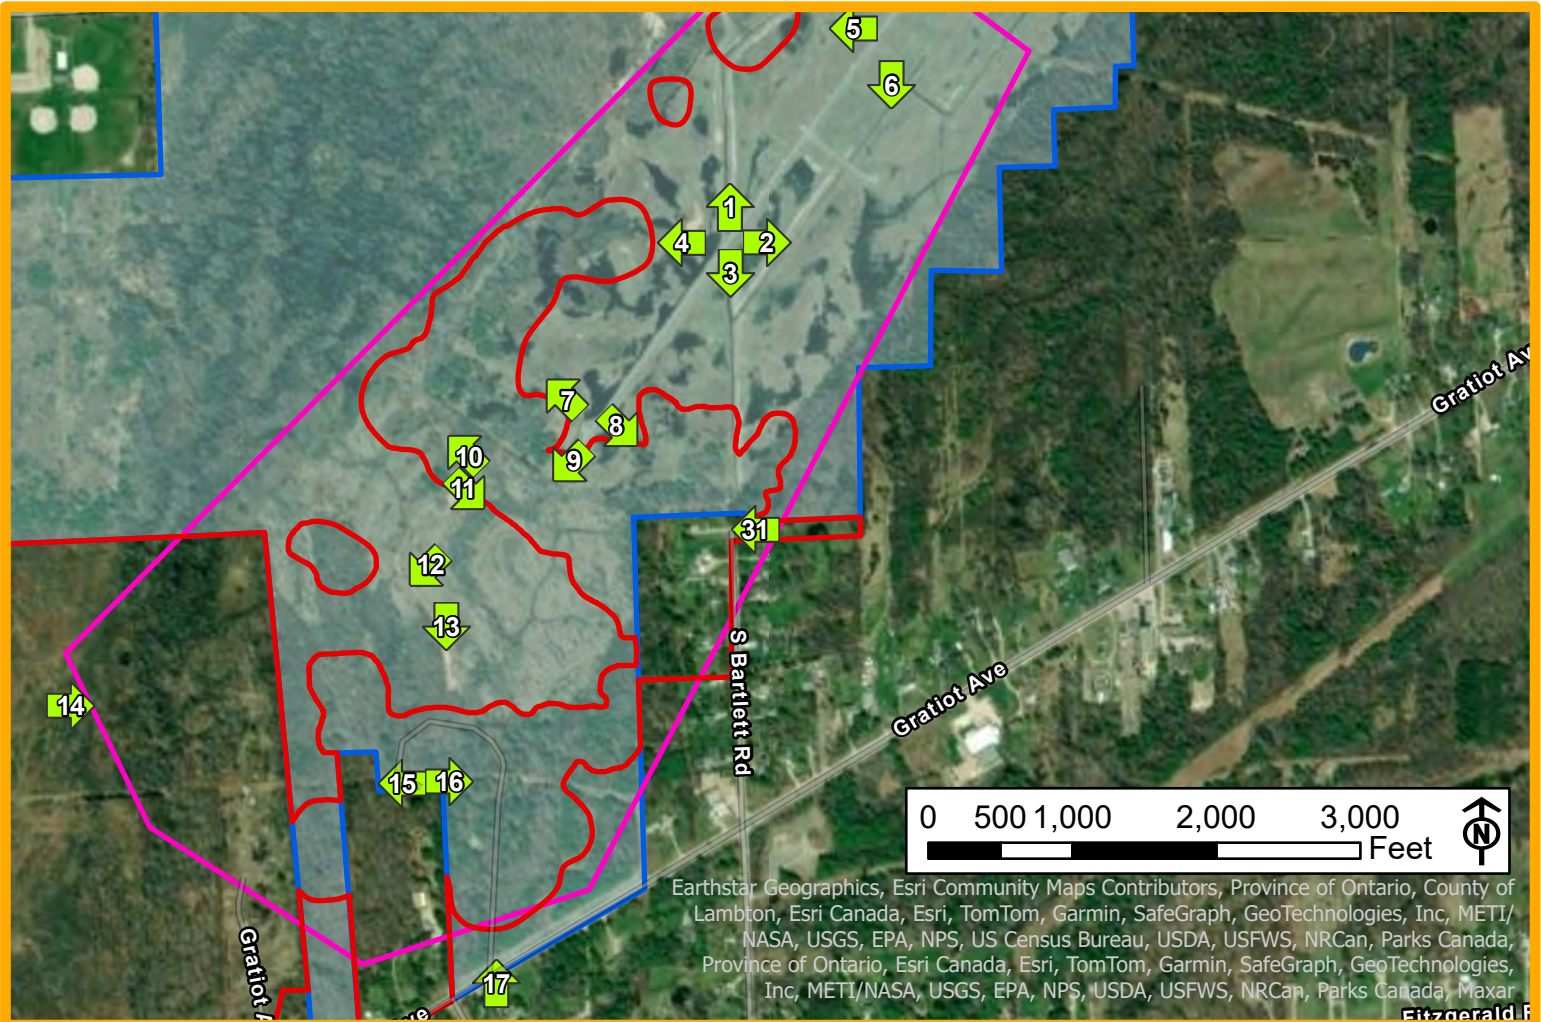 5
6
1
4
2
3
7
8
9
10
11
31
12
13
14
15
16
17
Gratiot Av
Gratiot Ave
S Bartlett Rd
Gratiot A
ve
0 500 1,000 2,000 3,000
Feet
N
Earthstar Geographics, Esri Community Maps Contributors, Province of Ontario, County of
Lambton, Esri Canada, Esri, TomTom, Garmin, SafeGraph, GeoTechnologies, Inc, METI/
NASA, USGS, EPA, NPS, US Census Bureau, USDA, USFWS, NRCan, Parks Canada,
Province of Ontario, Esri Canada, Esri, TomTom, Garmin, SafeGraph, GeoTechnologies,
Inc, METI/NASA, USGS, EPA, NPS, USDA, USFWS, NRCan, Parks Canada, Maxar
Fitzgerald